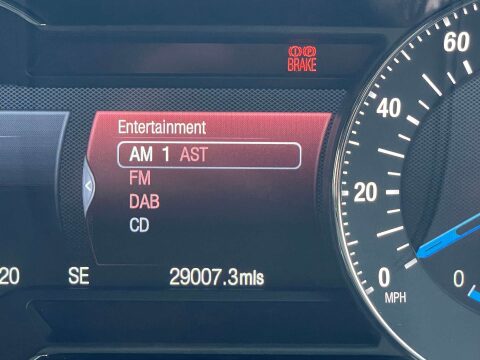 BRAKE
Entertainment
AM 1 AST
FM
DAB
CD
20 SE 29007.3mls
60
40
20
0
MPH
0